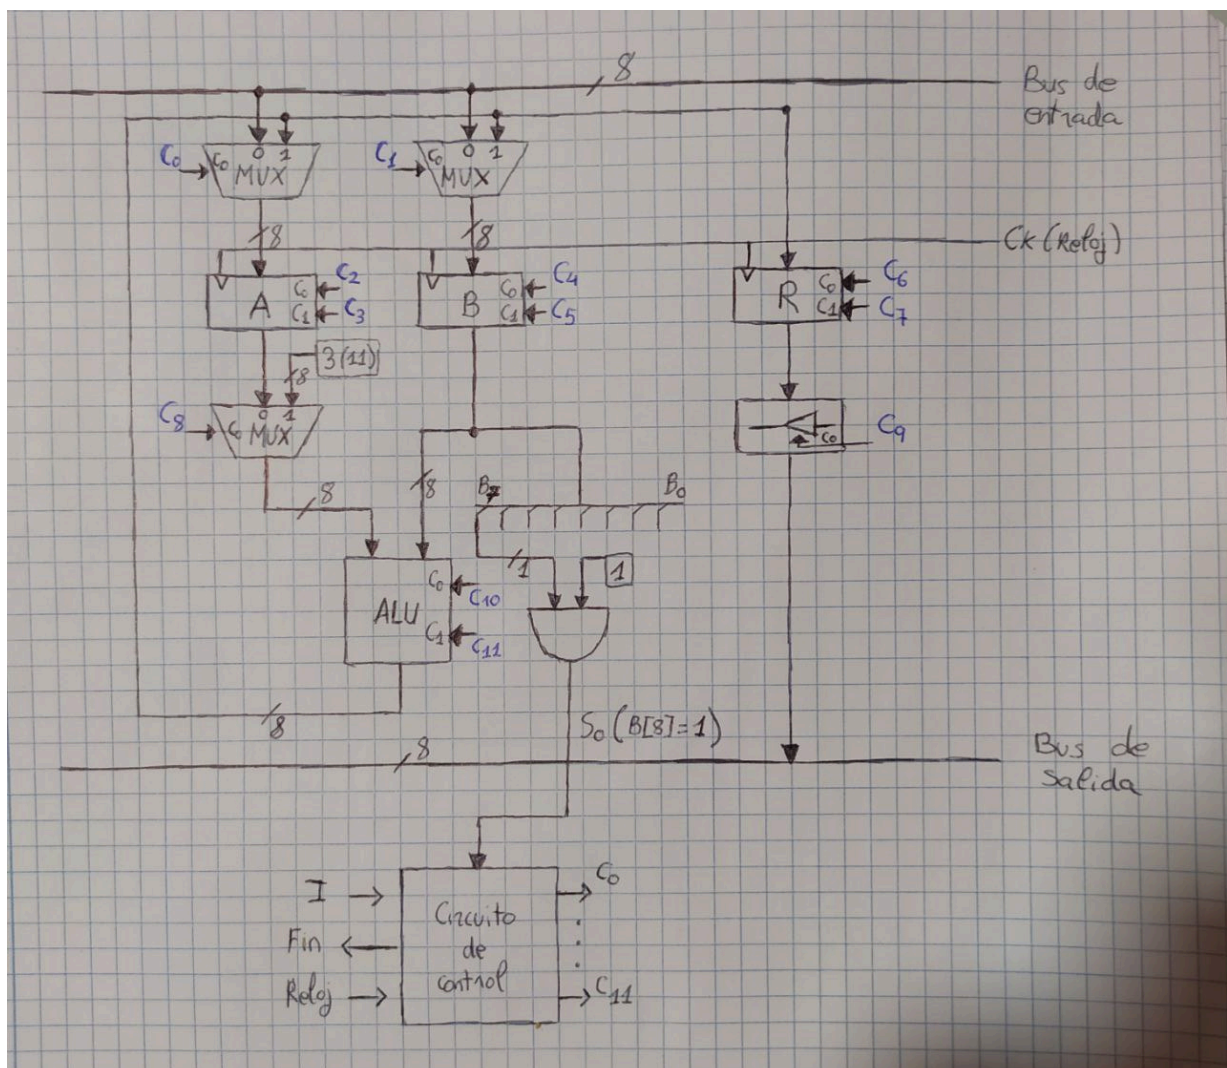 8
Bus de
entrada
C0 C0 0 1 MUX
C1 C0 0 1 MUX
8
8
CK (Reloj)
A C0 C2
C1 C3
B C0 C4
C1 C5
R C0 C6
C1 C7
3(11)
8
C8 C0 0 1 MUX
C0 C9
8
8
B7 B0
1
1
ALU
C0 C10
C1 C11
8
S0 (B[8]=1)
8
Bus de
Salida
I
Fin
Reloj
Circuito
de
control
C0
C11